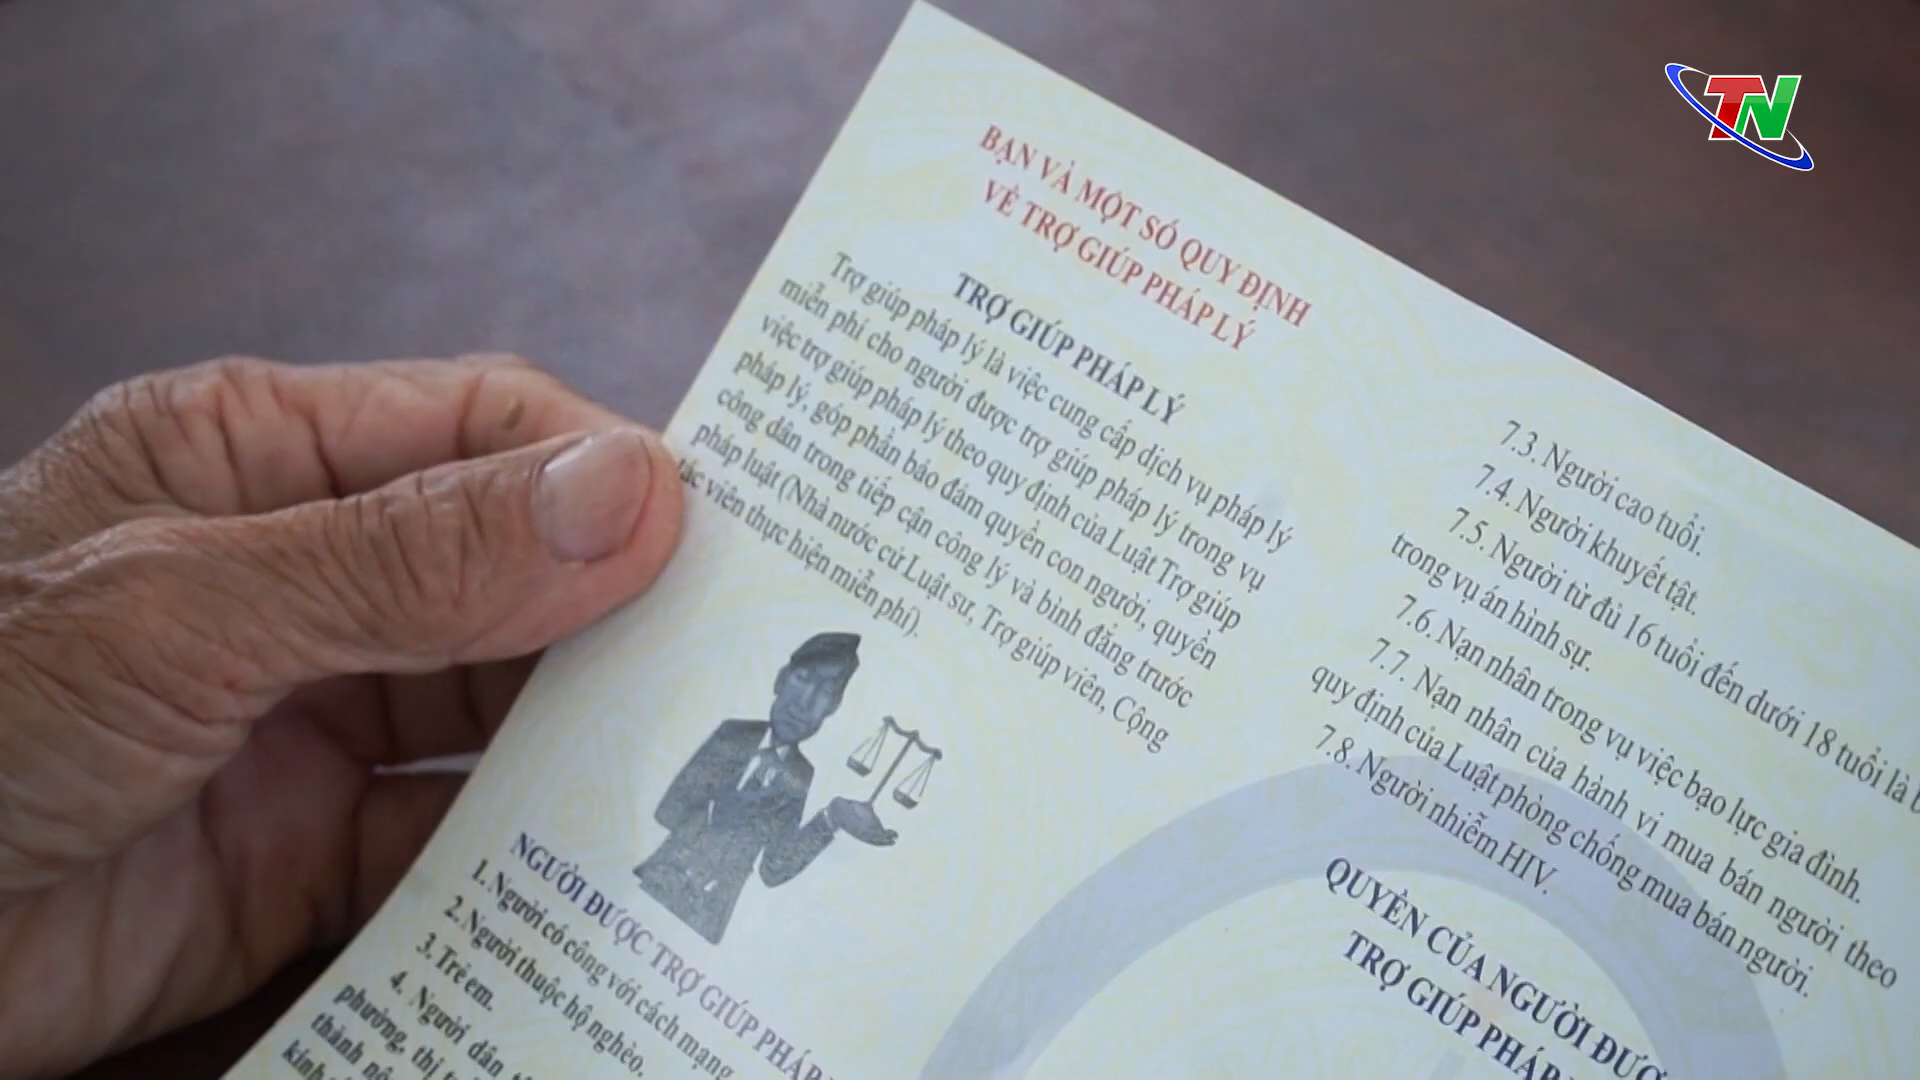 TN
BẠN VÀ MỘT SỐ QUY ĐỊNH
VỀ TRỢ GIÚP PHÁP LÝ
TRỢ GIÚP PHÁP LÝ
Trợ giúp pháp lý là việc cung cấp dịch vụ pháp lý
miễn phí cho người được trợ giúp pháp lý trong vụ
việc trợ giúp pháp lý theo quy định của Luật Trợ giúp
pháp lý, góp phần bảo đảm quyền con người, quyền
công dân trong tiếp cận công lý và bình đẳng trước
pháp luật (Nhà nước cử Luật sư, Trợ giúp viên, Cộng
tác viên thực hiện miễn phí).
NGƯỜI ĐƯỢC TRỢ GIÚP PHÁP
1. Người có công với cách mạng
2. Người thuộc hộ nghèo.
3. Trẻ em.
4. Người dân
phường, thị
thành
7.3. Người cao tuổi.
7.4. Người khuyết tật.
7.5. Người từ đủ 16 tuổi đến dưới 18 tuổi là
trong vụ án hình sự.
7.6. Nạn nhân trong vụ việc bạo lực gia đình.
7.7. Nạn nhân của hành vi mua bán người theo
quy định của Luật phòng chống mua bán người.
7.8. Người nhiễm HIV.
QUYỀN CỦA NGƯỜI ĐƯỢC
TRỢ GIÚP PHÁP